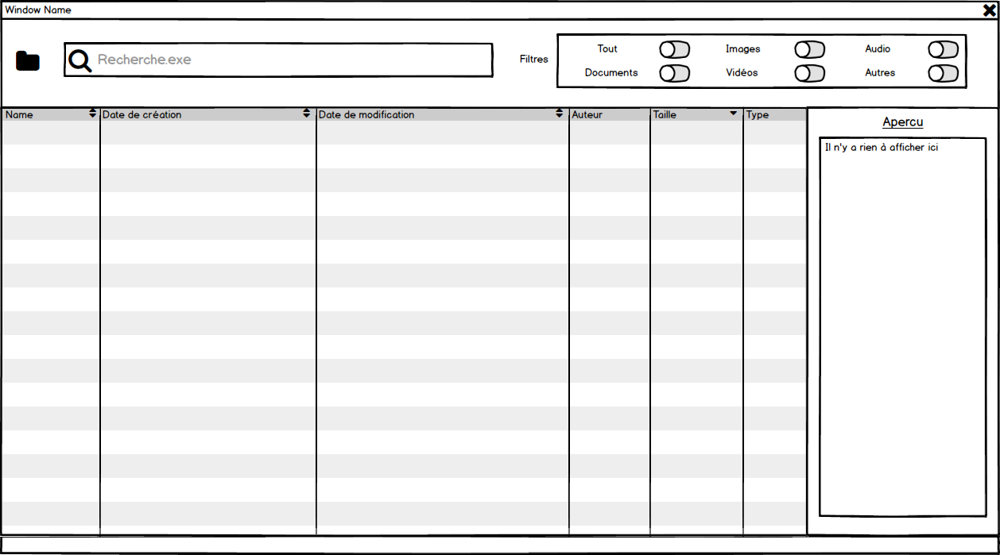 Window Name
Recherche.exe
Filtres
Tout Images Audio
Documents Vidéos Autres
Name Date de création Date de modification Auteur Taille Type
Apercu
Il n'y a rien à afficher ici